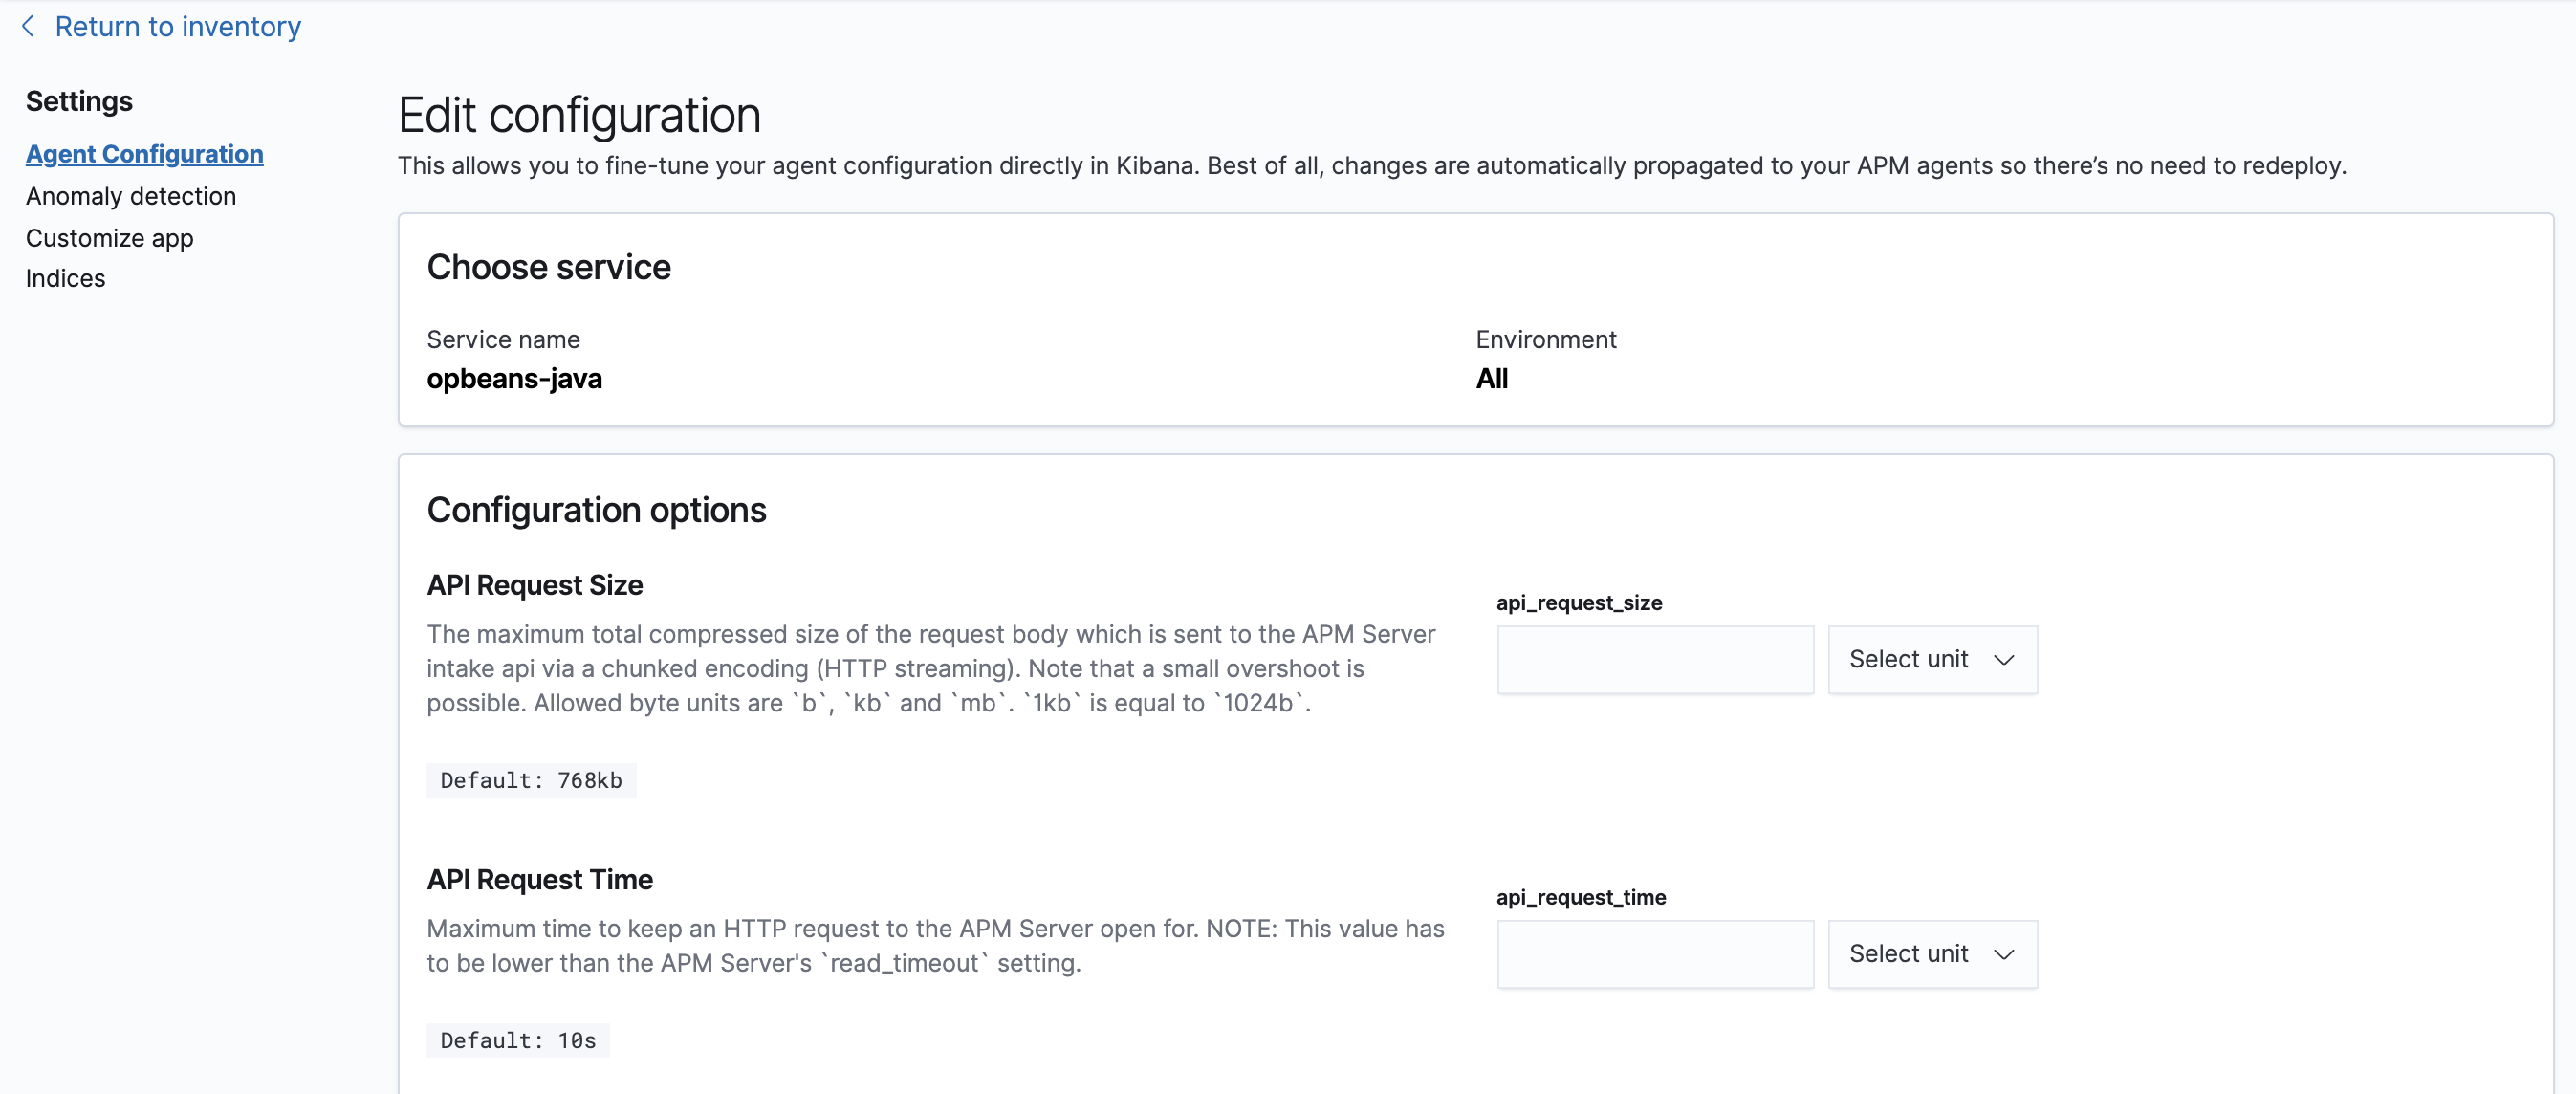 Return to inventory
Settings
Agent Configuration
Anomaly detection
Customize app
Indices
Edit configuration
This allows you to fine-tune your agent configuration directly in Kibana. Best of all, changes are automatically propagated to your APM agents so there’s no need to redeploy.
Choose service
Service name
opbeans-java
Environment
All
Configuration options
API Request Size
The maximum total compressed size of the request body which is sent to the APM Server
intake api via a chunked encoding (HTTP streaming). Note that a small overshoot is
possible. Allowed byte units are `b`, `kb` and `mb`. `1kb` is equal to `1024b`.
Default: 768kb
api_request_size
Select unit
API Request Time
Maximum time to keep an HTTP request to the APM Server open for. NOTE: This value has
to be lower than the APM Server's `read_timeout` setting.
Default: 10s
api_request_time
Select unit